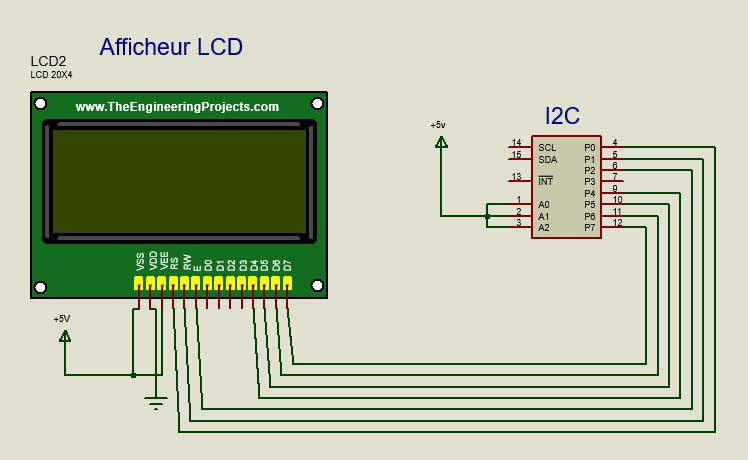 Afficheur LCD
LCD2
LCD 20X4
www.TheEngineeringProjects.com
VSS
VDD
VEE
RS
RW
E
D0
D1
D2
D3
D4
D5
D6
D7
+5V
I2C
+5v
14 SCL P0 4
15 SDA P1 5
P2 6
13 INT P3 7
P4 9
1 A0 P5 10
2 A1 P6 11
3 A2 P7 12